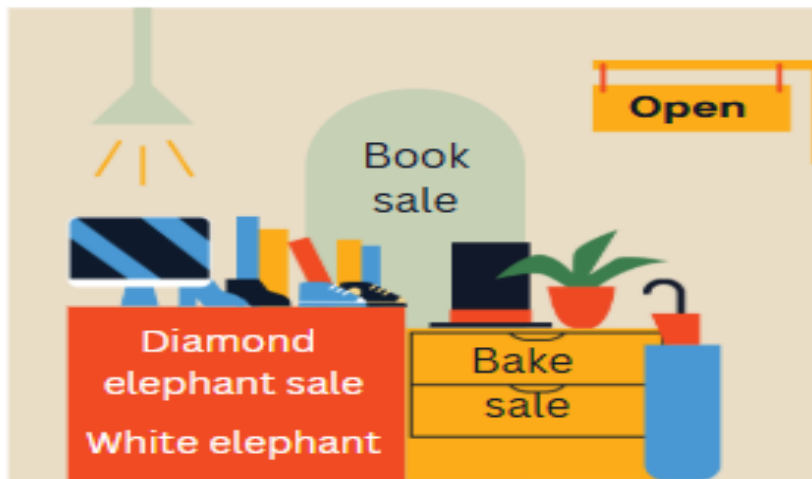 Open
Book
sale
Diamond
elephant sale
White elephant
Bake
sale